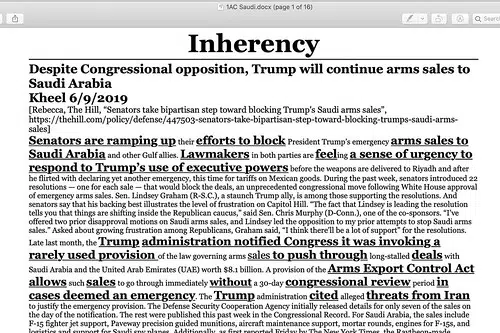 1AC Saudi.docx (page 1 of 16)
Search
Inherency
Despite Congressional opposition, Trump will continue arms sales to
Saudi Arabia
Kheel 6/9/2019
[Rebecca, The Hill, "Senators take bipartisan step toward blocking Trump's Saudi arms sales",
https://thehill.com/policy/defense/447503-senators-take-bipartisan-step-toward-blocking-trumps-saudi-arms-
sales]
Senators are ramping up their efforts to block President Trump's emergency arms sales to
Saudi Arabia and other Gulf allies. Lawmakers in both parties are feeling a sense of urgency to
respond to Trump's use of executive powers before the weapons are delivered to Riyadh and after
he flirted with declaring yet another emergency, this time for tariffs on Mexican goods. During the past week, senators introduced 22
resolutions — one for each sale — that would block the deals, an unprecedented congressional move following White House approval
of emergency arms sales. Sen. Lindsey Graham (R-S.C.), a staunch Trump ally, is among those supporting the resolutions. And
senators say that his backing best illustrates the level of frustration on Capitol Hill. "The fact that Lindsey is leading the resolution
tells you that things are shifting inside the Republican caucus," said Sen. Chris Murphy (D-Conn.), one of the co-sponsors. "I've
offered two prior disapproval motions on Saudi arms sales, and Lindsey led the opposition to my prior attempts to stop Saudi arms
sales." Asked about growing frustration among Republicans, Graham said, "I think there'll be a lot of support" for the resolutions.
Late last month, the Trump administration notified Congress it was invoking a
rarely used provision of the law governing arms sales to push through long-stalled deals with
Saudi Arabia and the United Arab Emirates (UAE) worth $8.1 billion. A provision of the Arms Export Control Act
allows such sales to go through immediately without a 30-day congressional review period in
cases deemed an emergency. The Trump administration cited alleged threats from Iran
to justify the emergency provision. The Defense Security Cooperation Agency initially released details for only seven of the sales on
the day of the notification. The rest were published this past week in the Congressional Record. For Saudi Arabia, the sales include
F-15 fighter jet support, Paveway precision guided munitions, aircraft maintenance support, mortar rounds, engines for F-15s, and